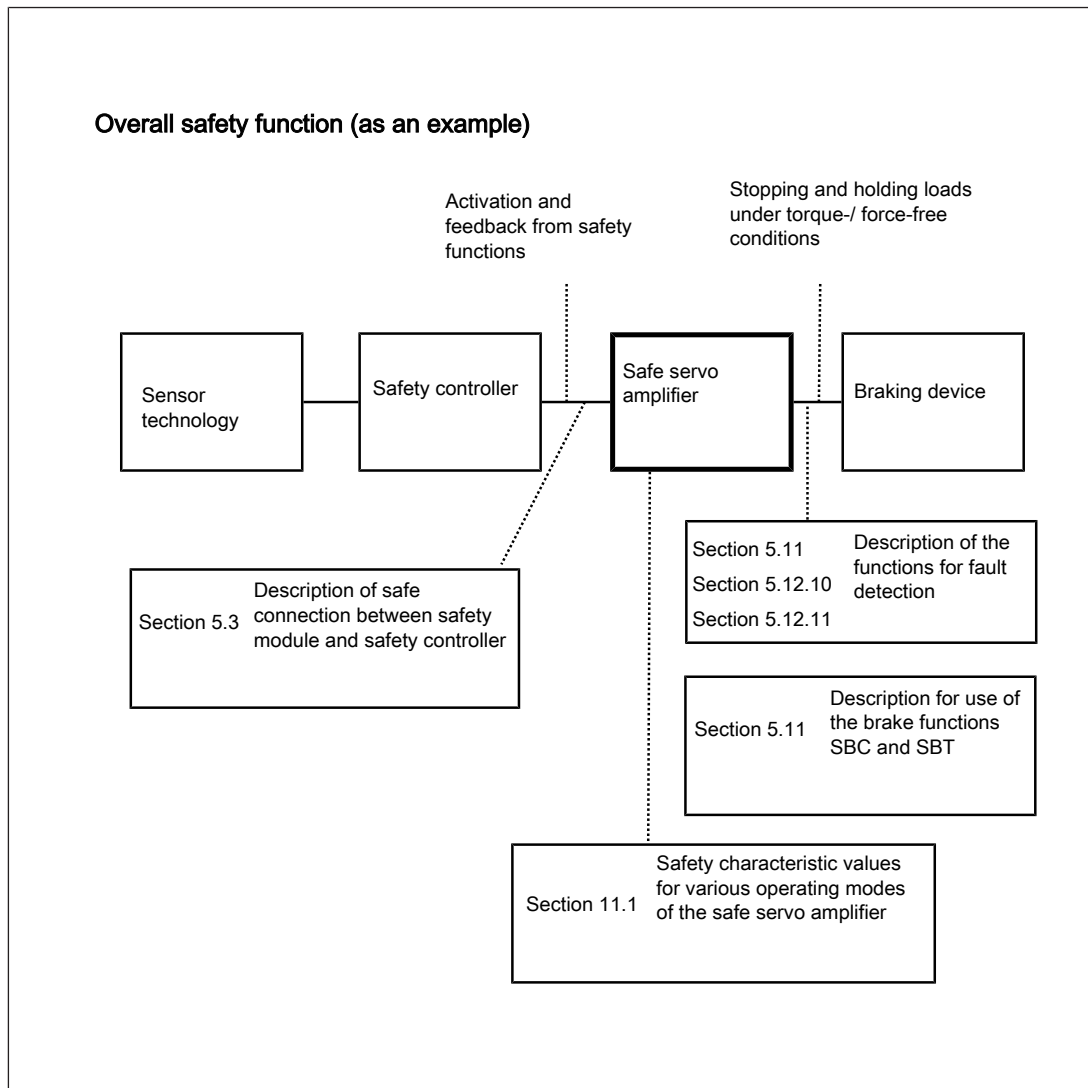 Overall safety function (as an example)
Activation and
feedback from safety
functions
Stopping and holding loads
under torque-/ force-free
conditions
Sensor
technology
Safety controller
Safe servo
amplifier
Braking device
Section 5.3
Description of safe
connection between safety
module and safety controller
Section 5.11
Section 5.12.10
Section 5.12.11
Description of the
functions for fault
detection
Section 5.11
Description for use of
the brake functions
SBC and SBT
Section 11.1
Safety characteristic values
for various operating modes
of the safe servo amplifier